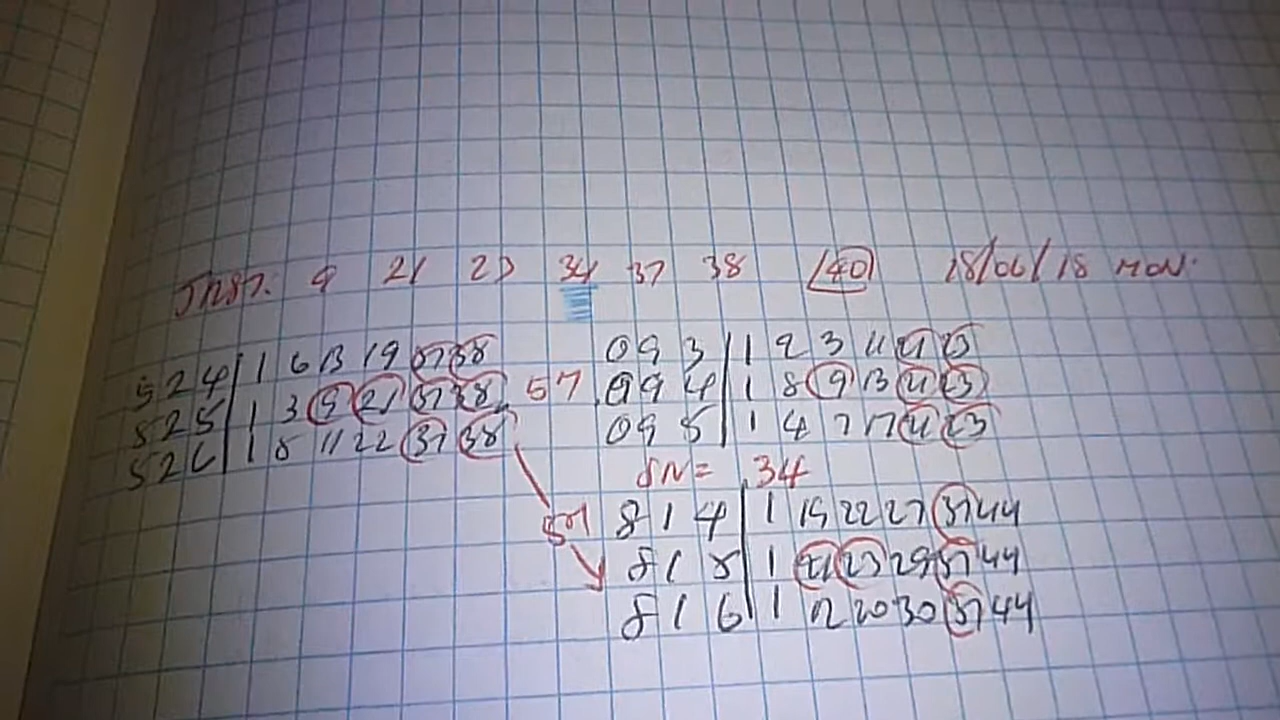 9 21 23 34 37 38 40 18/06/18 MON.
524 | 1 6 13 19 37 38
525 | 1 3 9 21 37 38
526 | 1 8 11 22 37 38
57
093 | 1 2 3 11 21 23
094 | 1 8 9 13 21 23
095 | 1 4 7 17 21 23
SN = 34
814 | 1 19 22 27 37 44
815 | 1 21 23 29 37 44
816 | 1 12 20 30 37 44